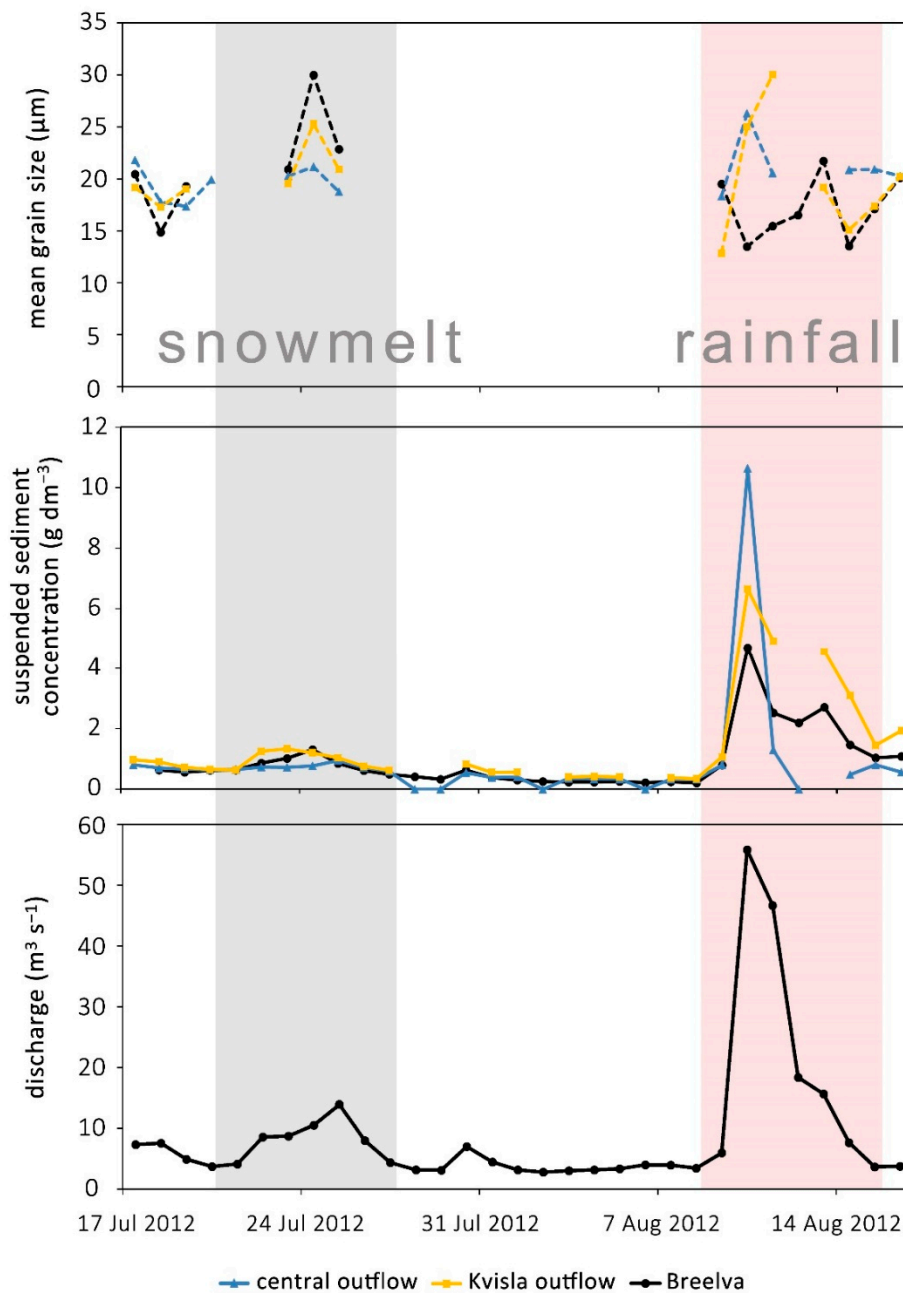 35
30
25
20
15
10
5
0
mean grain size (µm)
snowmelt
rainfall
12
10
8
6
4
2
0
suspended sediment
concentration (g dm⁻³)
60
50
40
30
20
10
0
discharge (m³ s⁻¹)
17 Jul 2012 24 Jul 2012 31 Jul 2012 7 Aug 2012 14 Aug 2012
central outflow Kvisla outflow Breelva